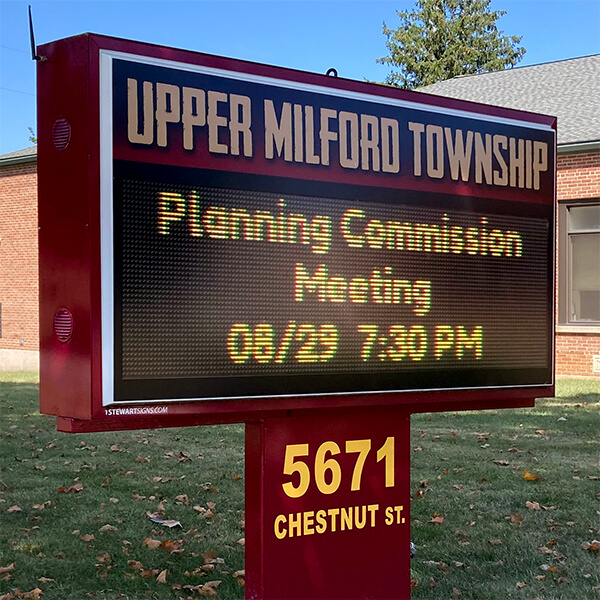 UPPER MILFORD TOWNSHIP
Planning Commission
Meeting
08/29 7:30 PM
STEWARTSIGNS.COM
5671
CHESTNUT ST.